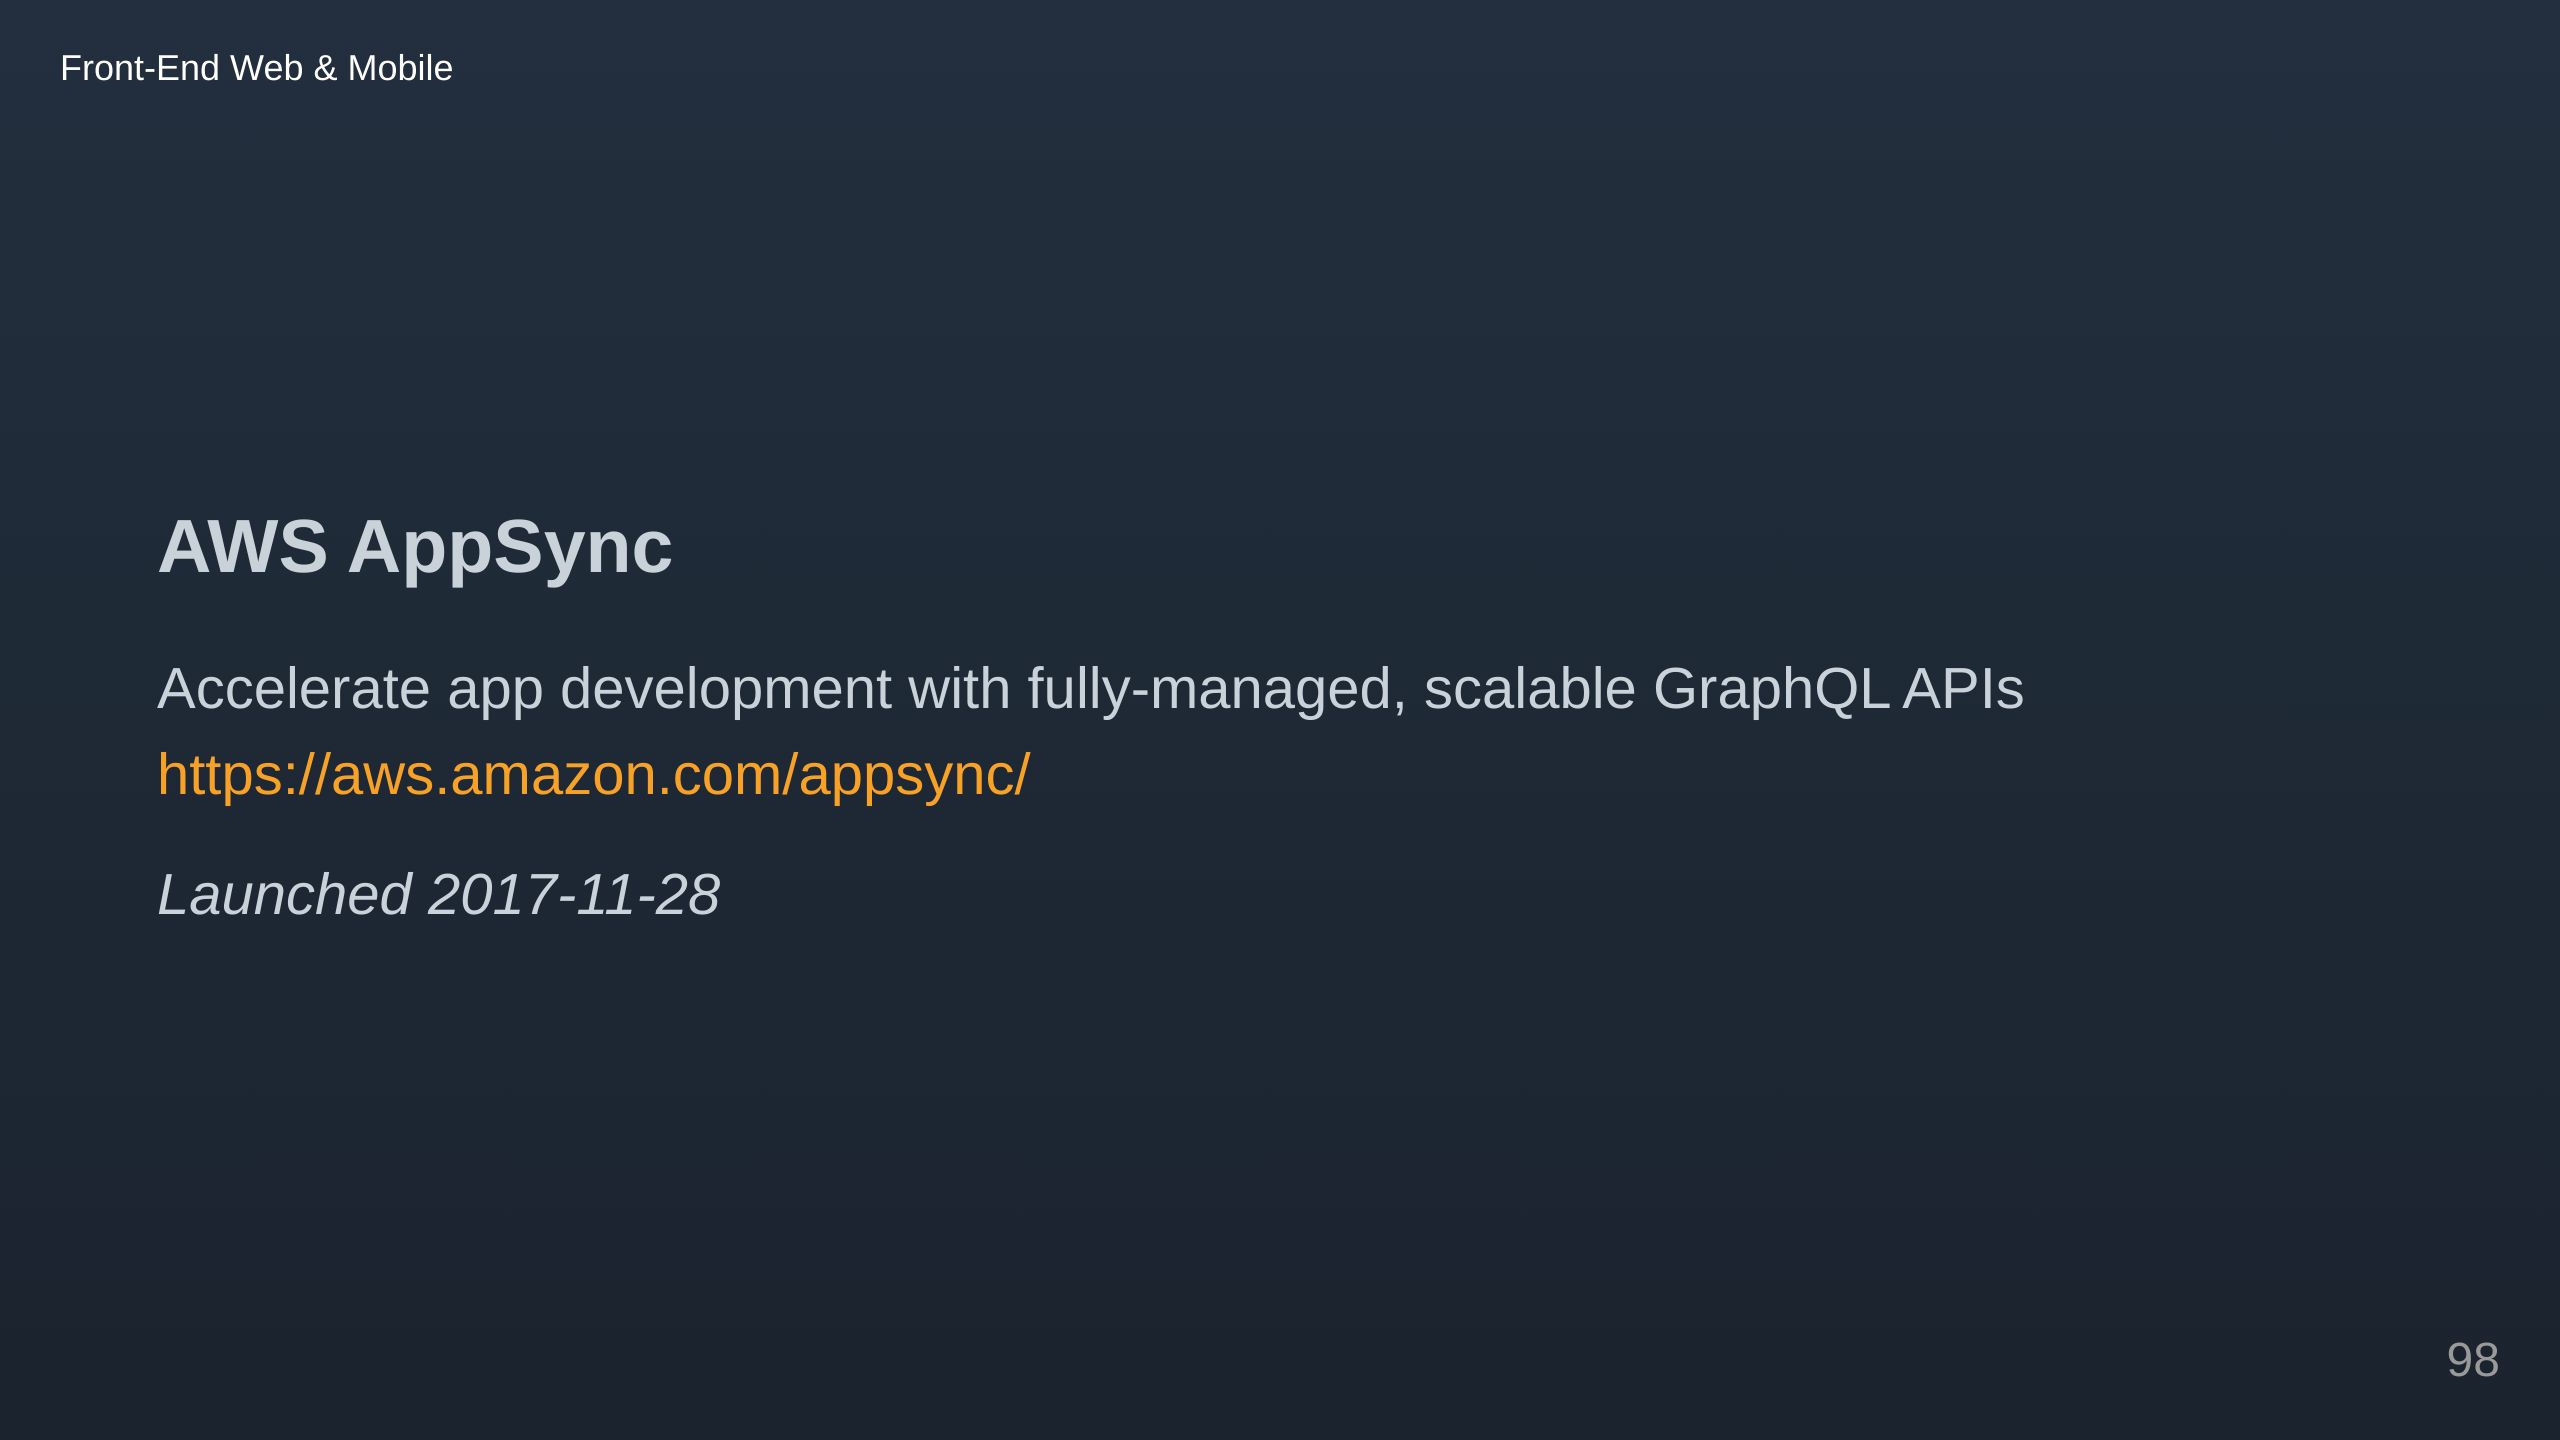 Front-End Web & Mobile
AWS AppSync
Accelerate app development with fully-managed, scalable GraphQL APIs
https://aws.amazon.com/appsync/
Launched 2017-11-28
98